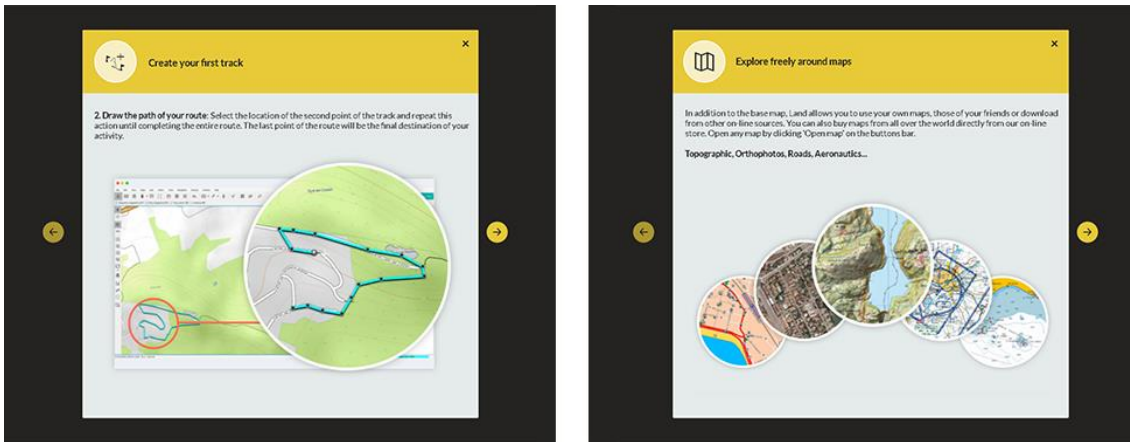 Create your first track
2. Draw the path of your route: Select the location of the second point of the track and repeat this
action until completing the entire route. The last point of the route will be the final destination of your
activity.
Explore freely around maps
In addition to the base map, Land allows you to use your own maps, those of your friends or download
from other on-line sources. You can also buy maps from all over the world directly from our on-line
store. Open any map by clicking 'Open map' on the buttons bar.
Topographic, Orthophotos, Roads, Aeronautics...